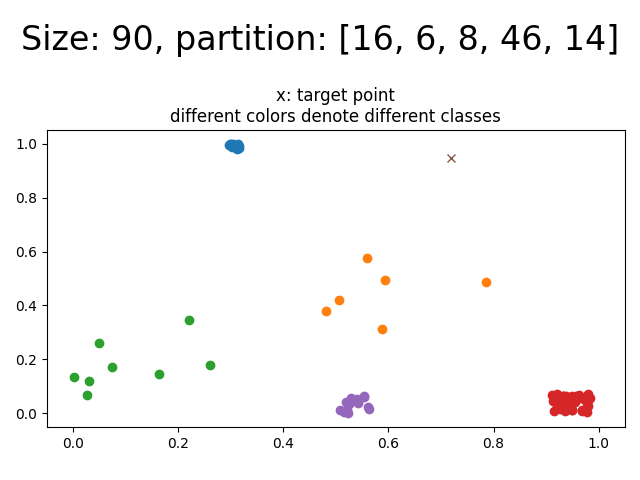 Size: 90, partition: [16, 6, 8, 46, 14]
x: target point
different colors denote different classes
1.0
0.8
0.6
0.4
0.2
0.0
0.0 0.2 0.4 0.6 0.8 1.0